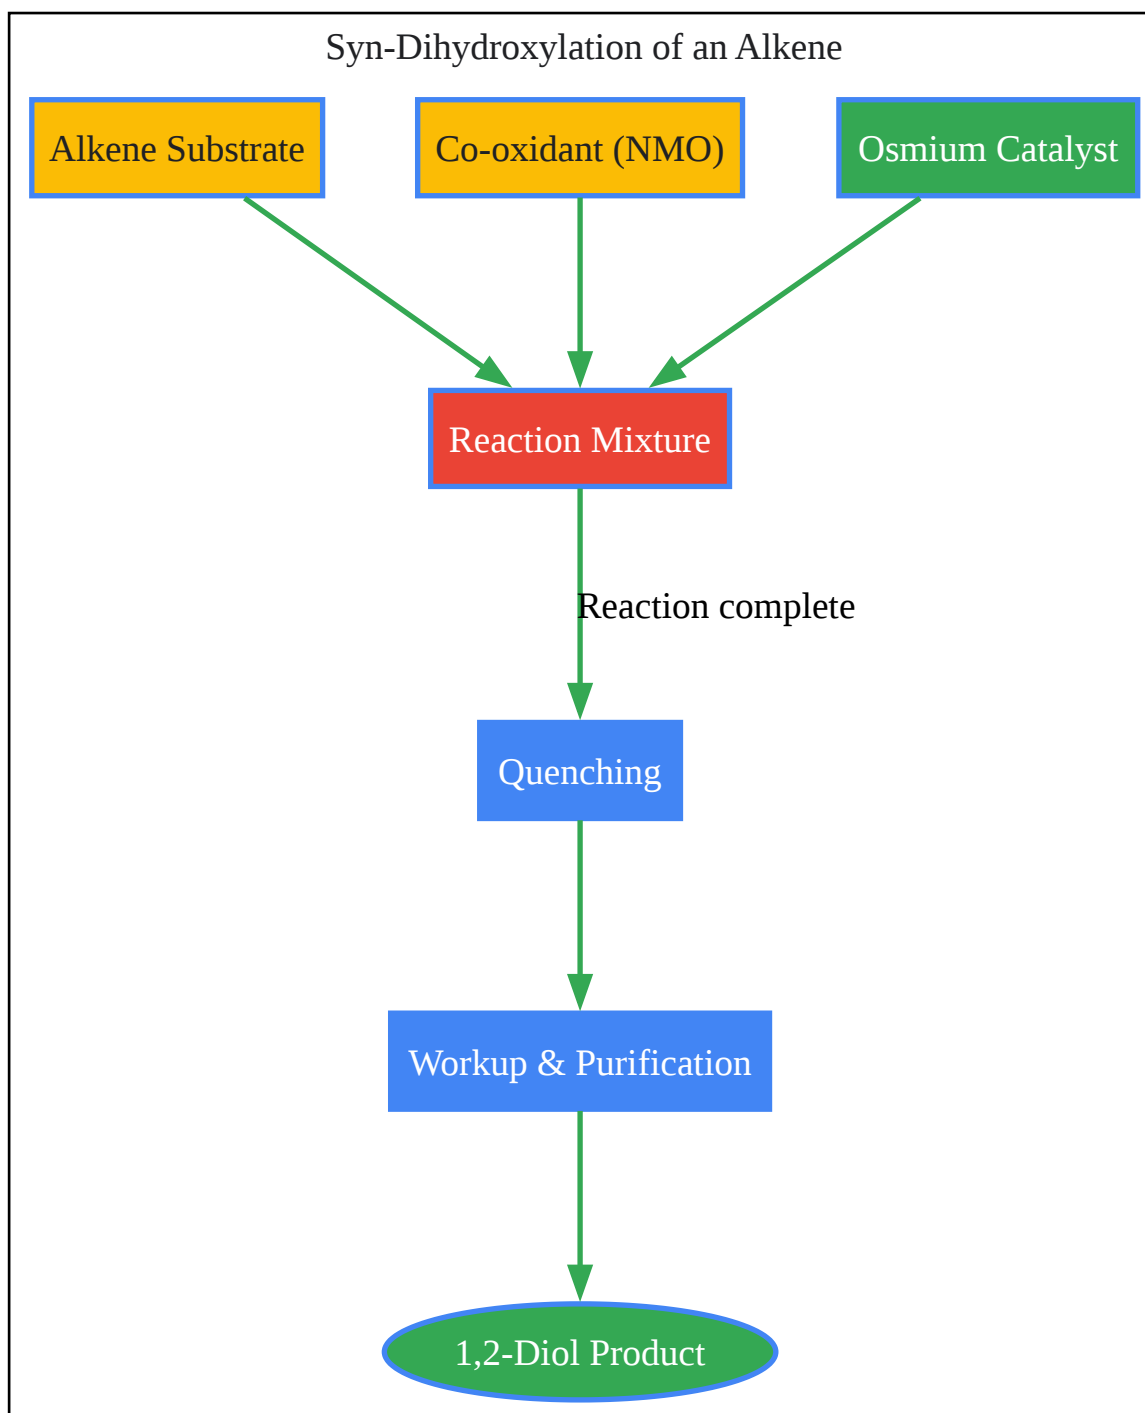 Syn-Dihydroxylation of an Alkene
Alkene Substrate
Co-oxidant (NMO)
Osmium Catalyst
Reaction Mixture
Reaction complete
Quenching
Workup & Purification
1,2-Diol Product